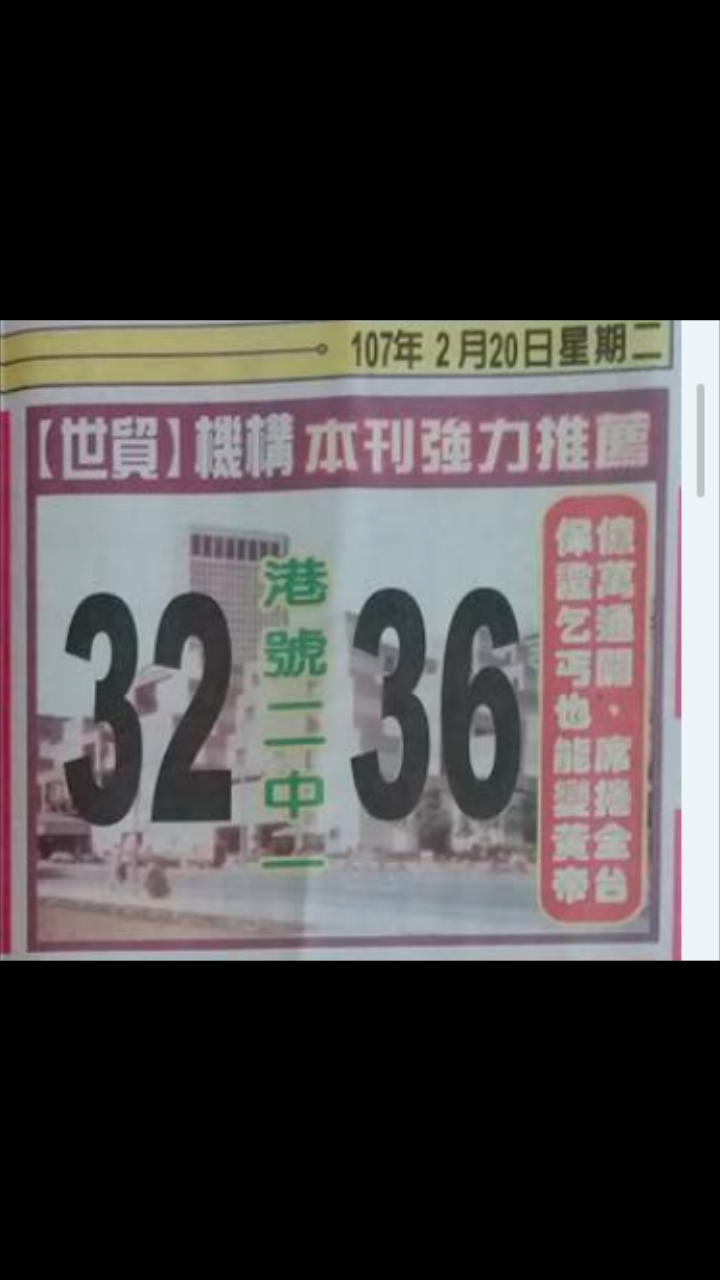 107年 2月20日星期二
【世貿】機構 本刊強力推薦
32
港號二中一
36
億萬通關、席捲全台
保證乞丐也能變黃帝